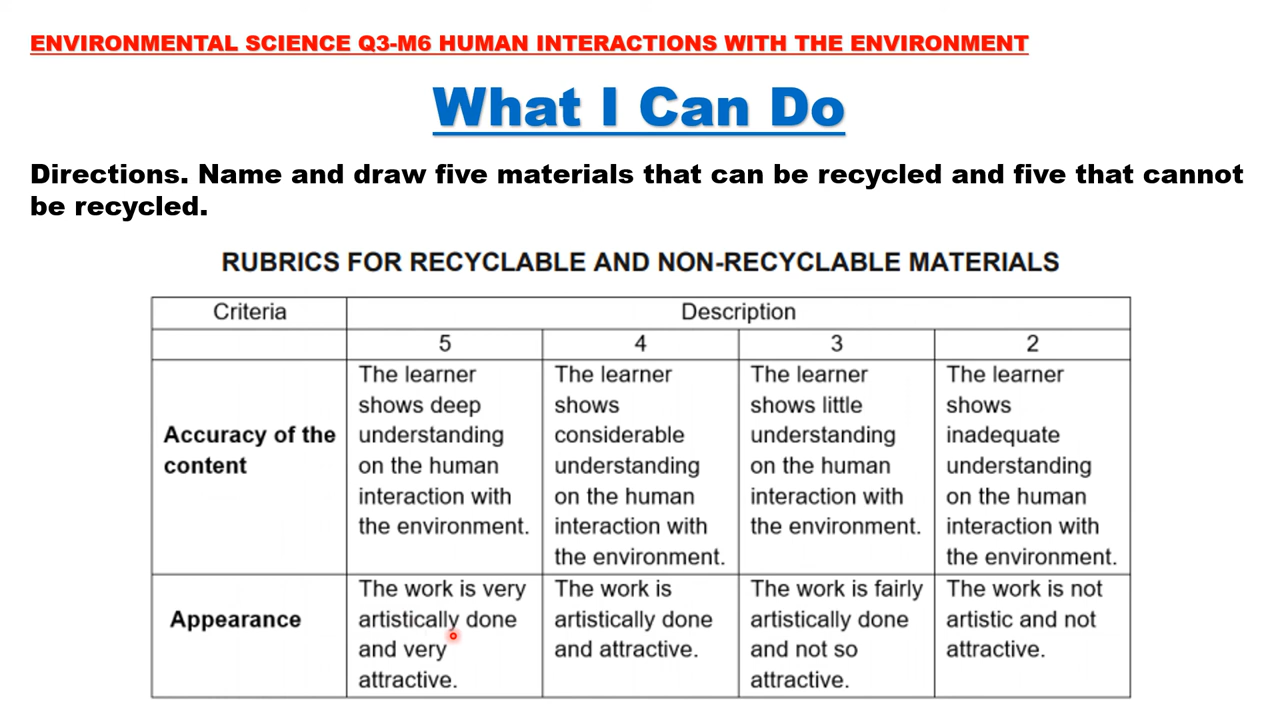 ENVIRONMENTAL SCIENCE Q3-M6 HUMAN INTERACTIONS WITH THE ENVIRONMENT
What I Can Do
Directions. Name and draw five materials that can be recycled and five that cannot
be recycled.
RUBRICS FOR RECYCLABLE AND NON-RECYCLABLE MATERIALS
Criteria
Description
5
4
3
2
Accuracy of the
content
The learner
shows deep
understanding
on the human
interaction with
the environment.
The learner
shows
considerable
understanding
on the human
interaction with
the environment.
The learner
shows little
understanding
on the human
interaction with
the environment.
The learner
shows
inadequate
understanding
on the human
interaction with
the environment.
Appearance
The work is very
artistically done
and very
attractive.
The work is
artistically done
and attractive.
The work is fairly
artistically done
and not so
attractive.
The work is not
artistic and not
attractive.